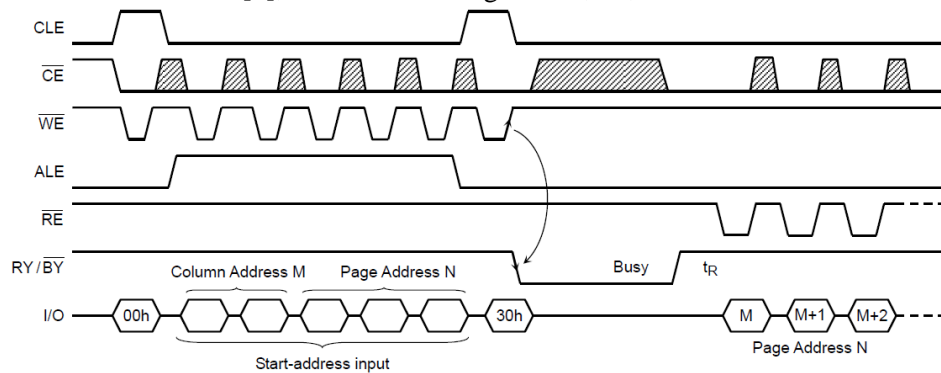 CLE
CE
WE
ALE
RE
RY/BY
Busy
tR
Column Address M
Page Address N
I/O
00h
30h
M
M+1
M+2
Start-address input
Page Address N